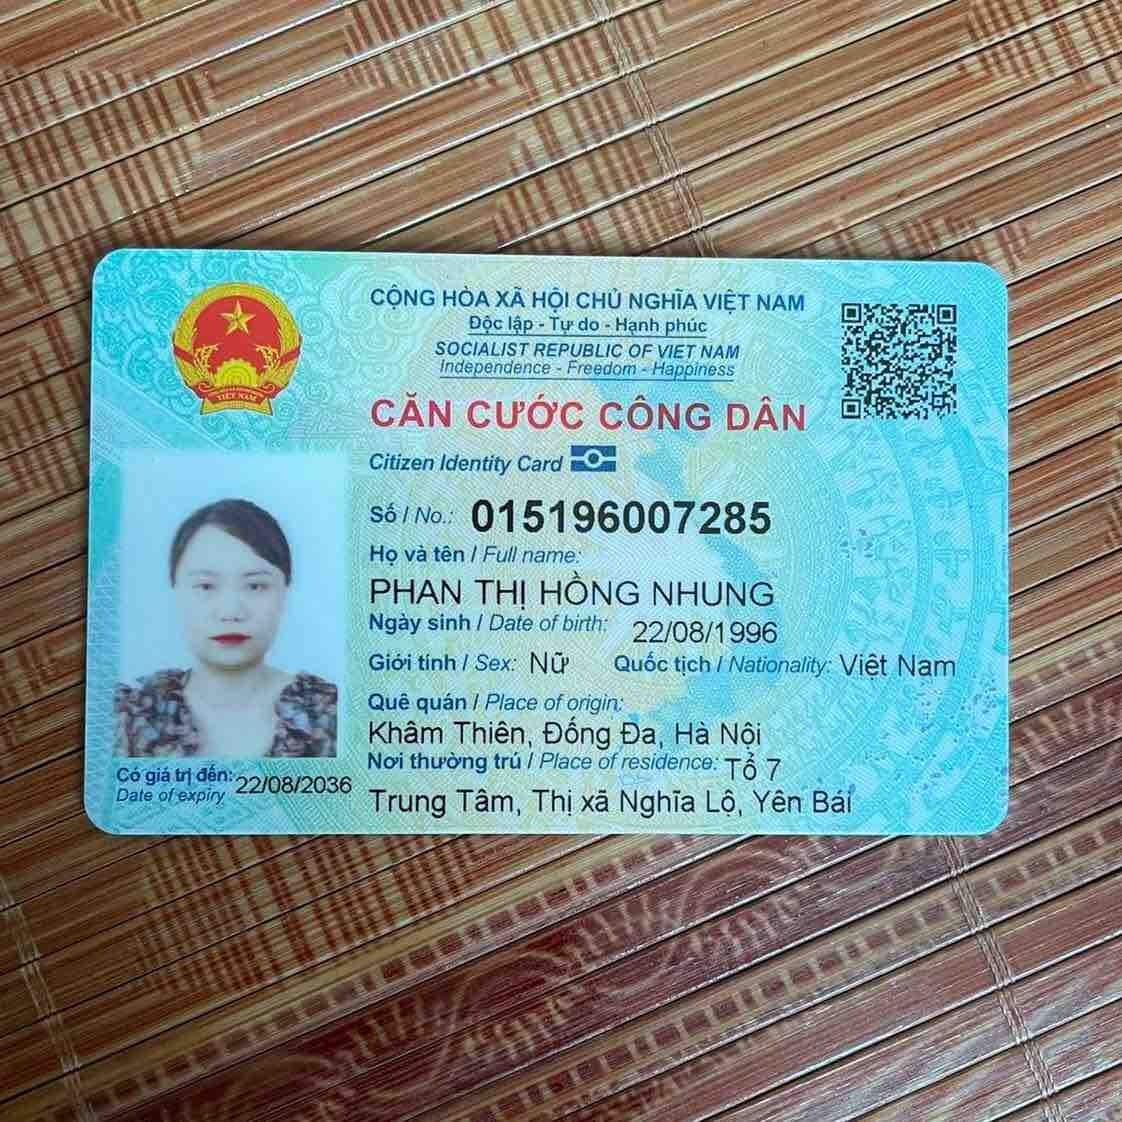 CỘNG HÒA XÃ HỘI CHỦ NGHĨA VIỆT NAM
Độc lập - Tự do - Hạnh phúc
SOCIALIST REPUBLIC OF VIET NAM
Independence - Freedom - Happiness
VIỆT NAM
CĂN CƯỚC CÔNG DÂN
Citizen Identity Card
Số / No.: 015196007285
Họ và tên / Full name:
PHAN THỊ HỒNG NHUNG
Ngày sinh / Date of birth: 22/08/1996
Giới tính / Sex: Nữ Quốc tịch / Nationality: Việt Nam
Quê quán / Place of origin:
Khâm Thiên, Đống Đa, Hà Nội
Nơi thường trú / Place of residence: Tổ 7
Trung Tâm, Thị xã Nghĩa Lộ, Yên Bái
Có giá trị đến: 22/08/2036
Date of expiry